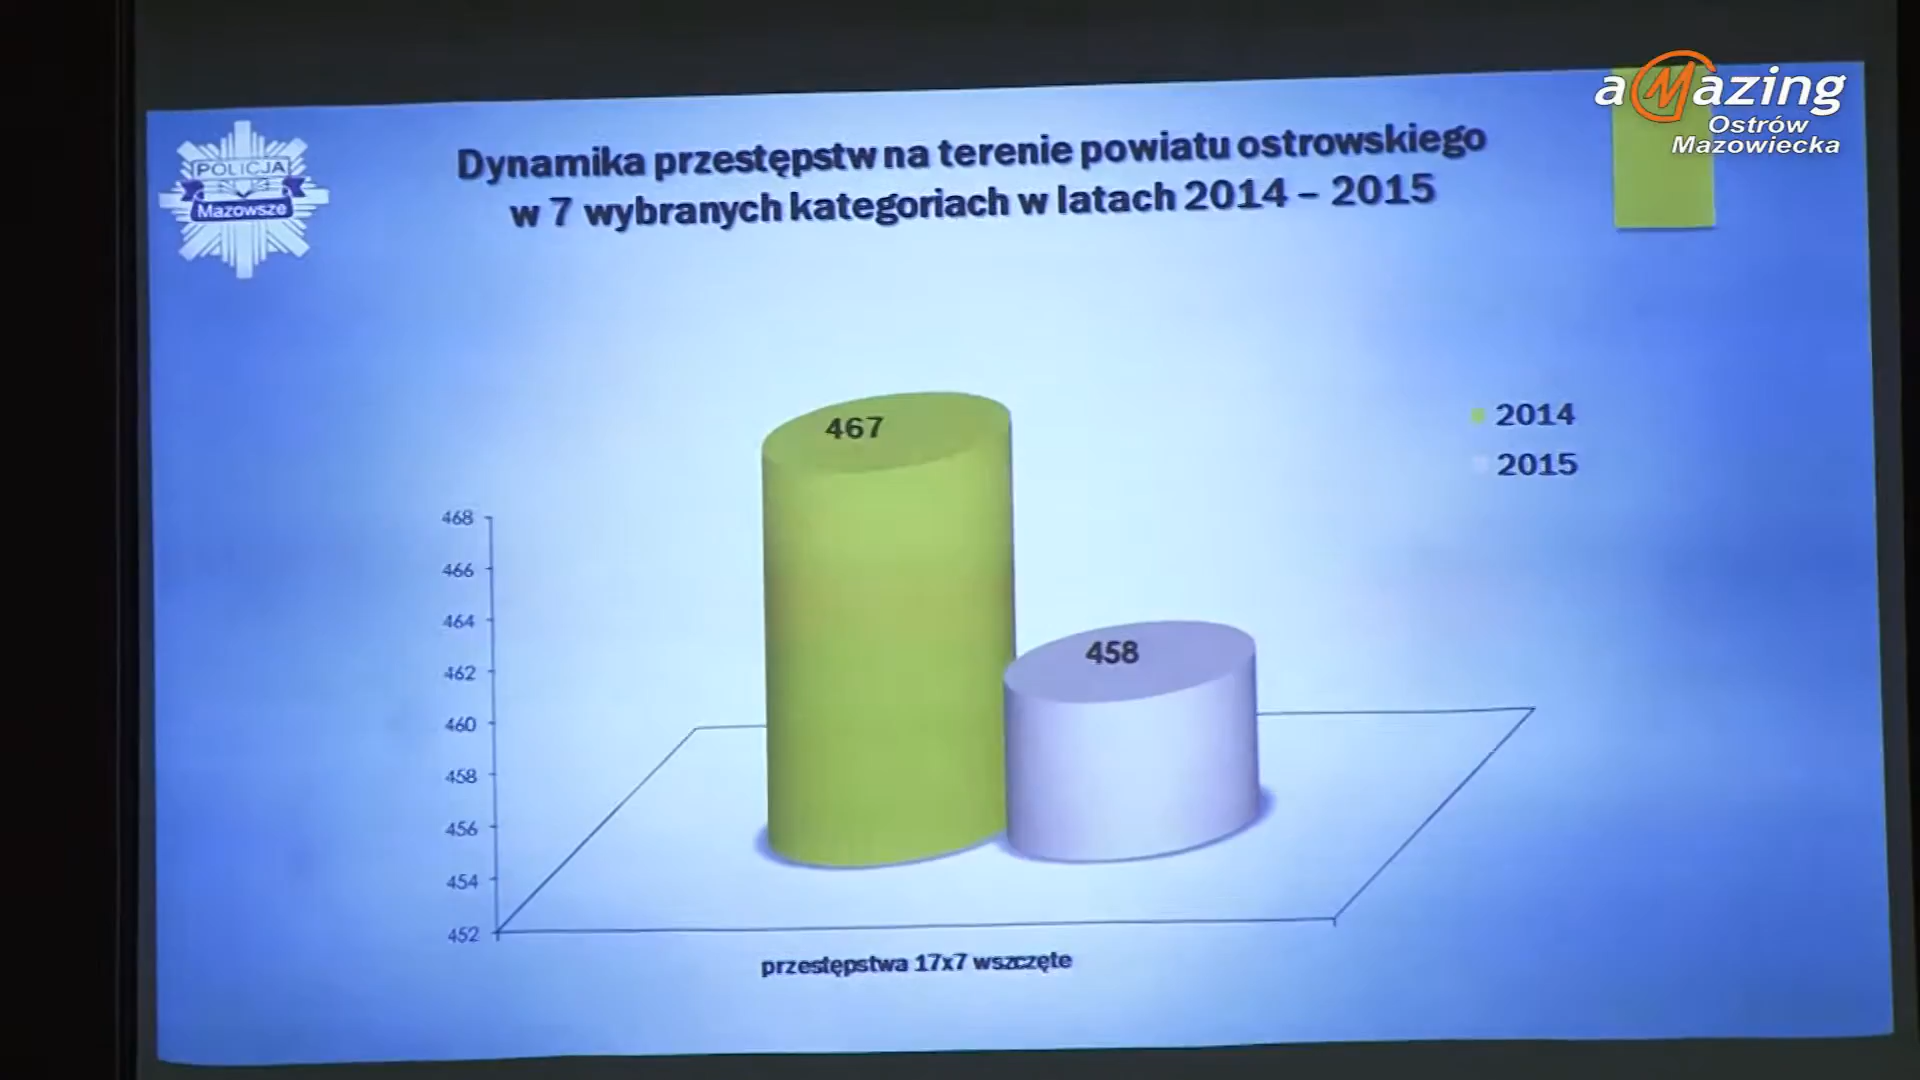 aMazing
Ostrów
Mazowiecka
POLICJA
Mazowsze
Dynamika przestępstw na terenie powiatu ostrowskiego
w 7 wybranych kategoriach w latach 2014 – 2015
467
458
2014
2015
468
466
464
462
460
458
456
454
452
przestępstwa 17x7 wszczęte